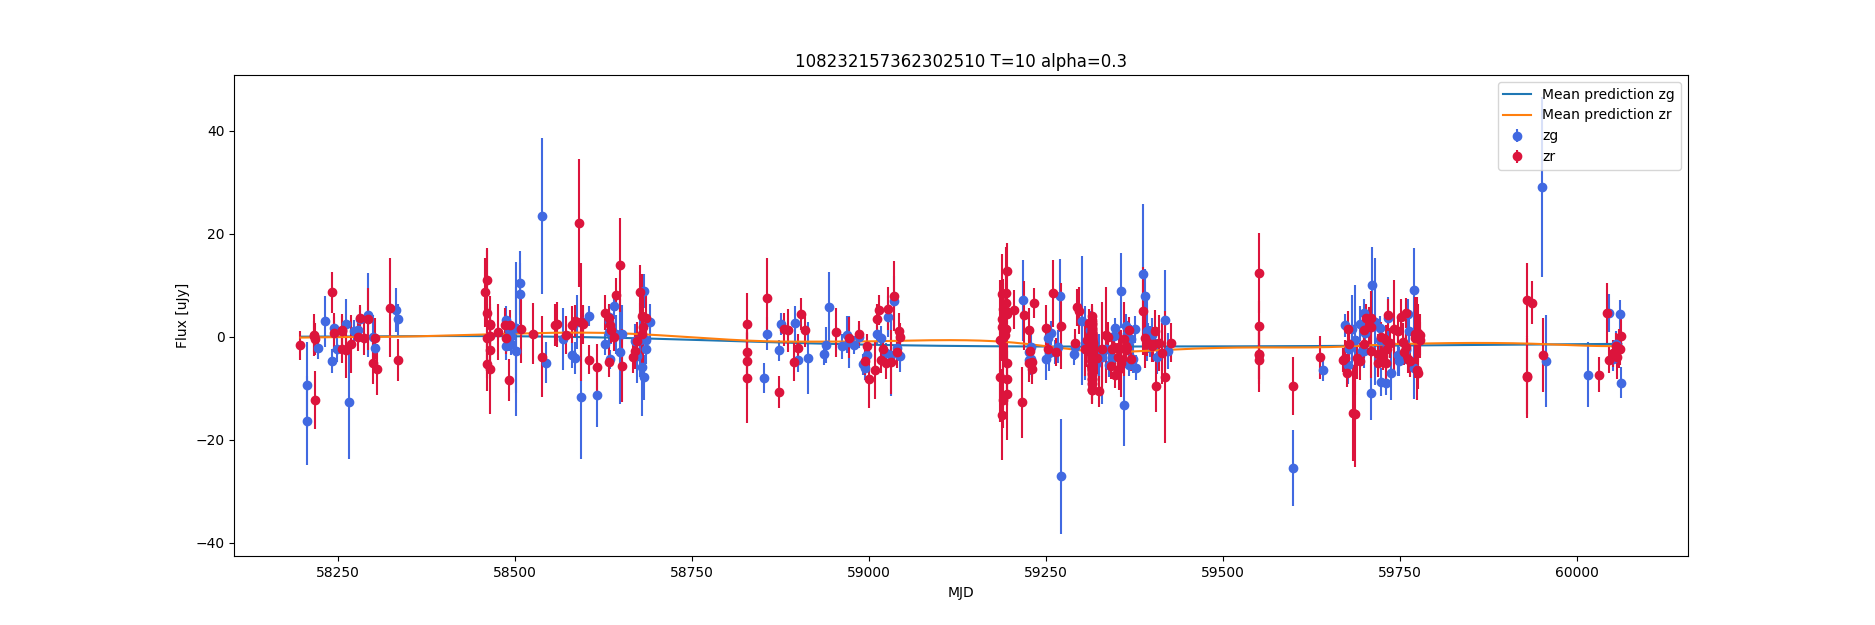 108232157362302510 T=10 alpha=0.3
Mean prediction zg
Mean prediction zr
zg
zr
Flux [uJy]
40
20
0
−20
−40
58250 58500 58750 59000 59250 59500 59750 60000
MJD